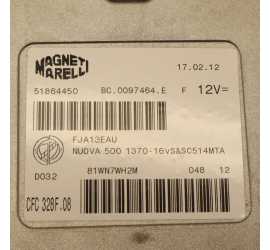 MAGNETI
MARELLI
17.02.12
51864450 BC.0097464.E F 12V=
FJA13EAU
NUOVA 500 1370-16VS&SC514MTA
D032 81WN7WH2M 048 12
CFC 328F.08